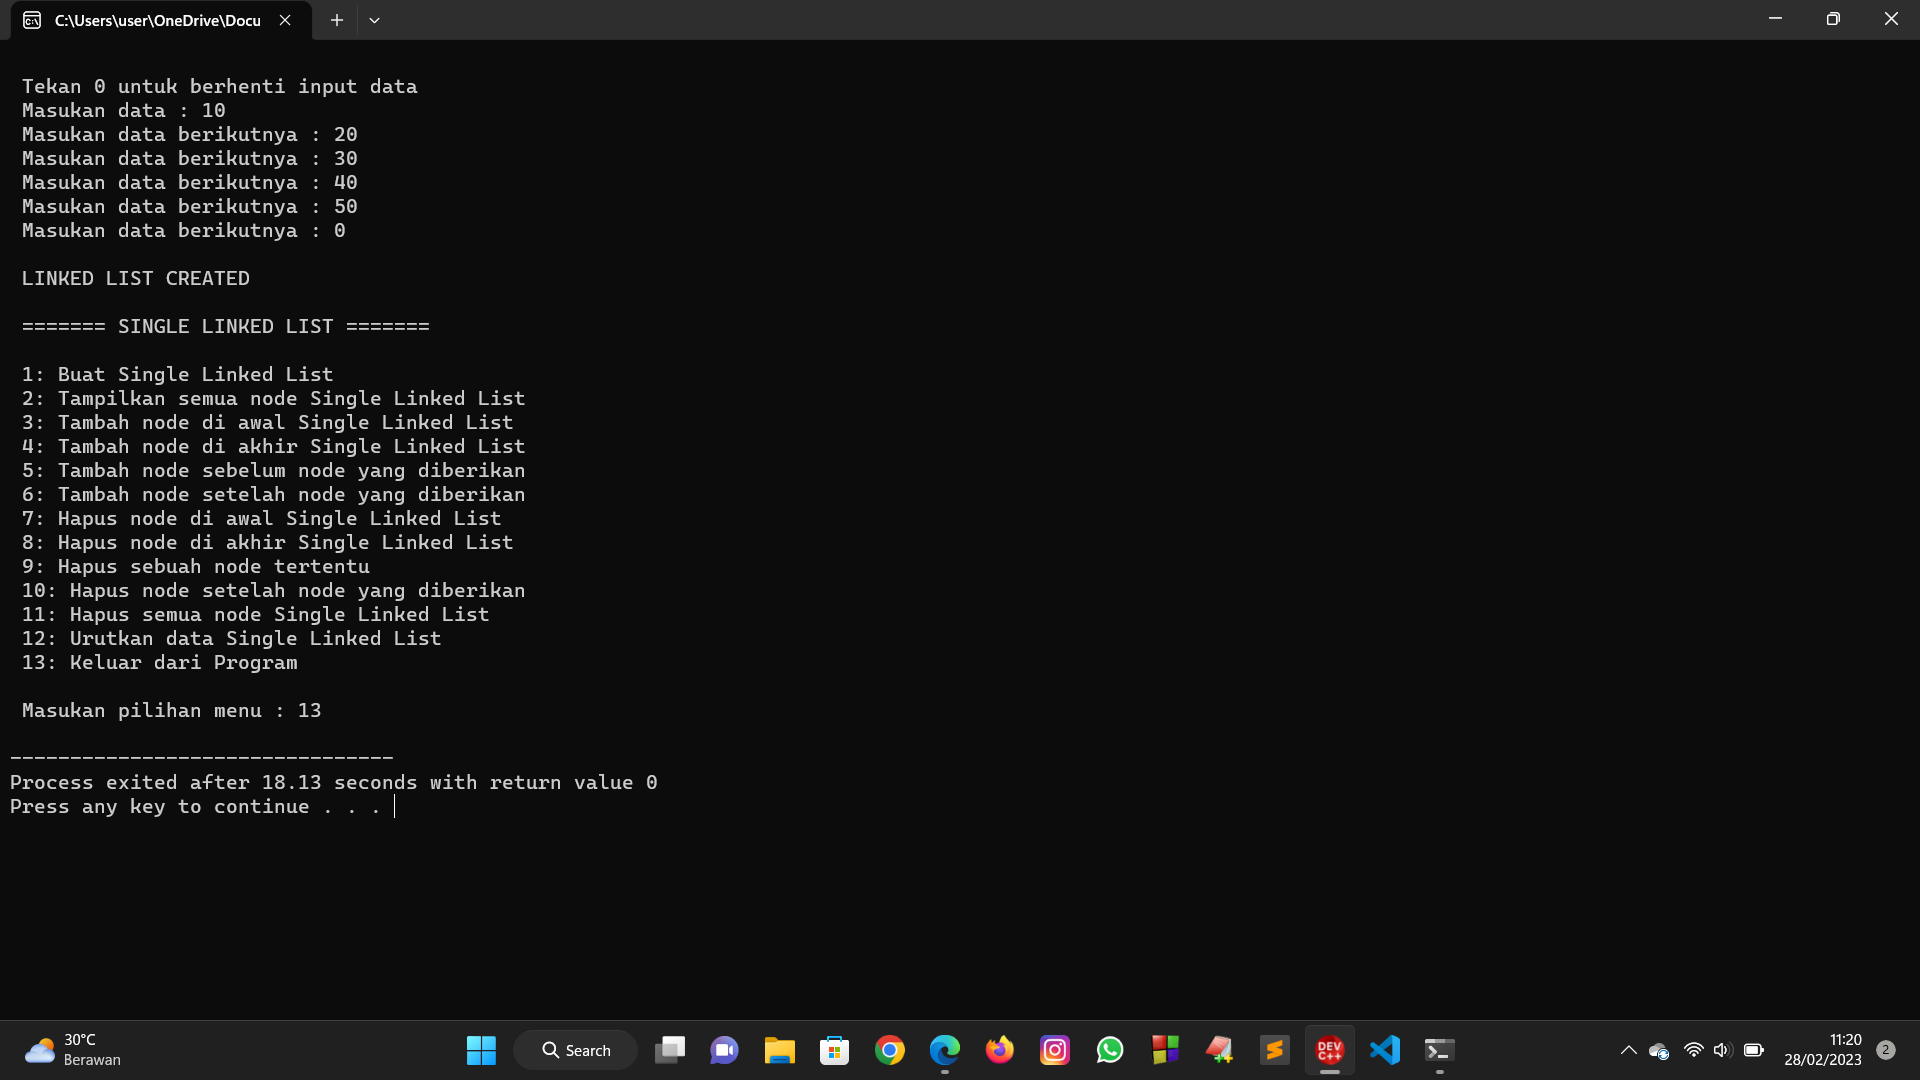 C:\Users\user\OneDrive\Docu
Tekan 0 untuk berhenti input data
Masukan data : 10
Masukan data berikutnya : 20
Masukan data berikutnya : 30
Masukan data berikutnya : 40
Masukan data berikutnya : 50
Masukan data berikutnya : 0
LINKED LIST CREATED
======= SINGLE LINKED LIST =======
1: Buat Single Linked List
2: Tampilkan semua node Single Linked List
3: Tambah node di awal Single Linked List
4: Tambah node di akhir Single Linked List
5: Tambah node sebelum node yang diberikan
6: Tambah node setelah node yang diberikan
7: Hapus node di awal Single Linked List
8: Hapus node di akhir Single Linked List
9: Hapus sebuah node tertentu
10: Hapus node setelah node yang diberikan
11: Hapus semua node Single Linked List
12: Urutkan data Single Linked List
13: Keluar dari Program
Masukan pilihan menu : 13
--------------------------------
Process exited after 18.13 seconds with return value 0
Press any key to continue . . .
30°C
Berawan
Search
DEV
C++
11:20
28/02/2023
2